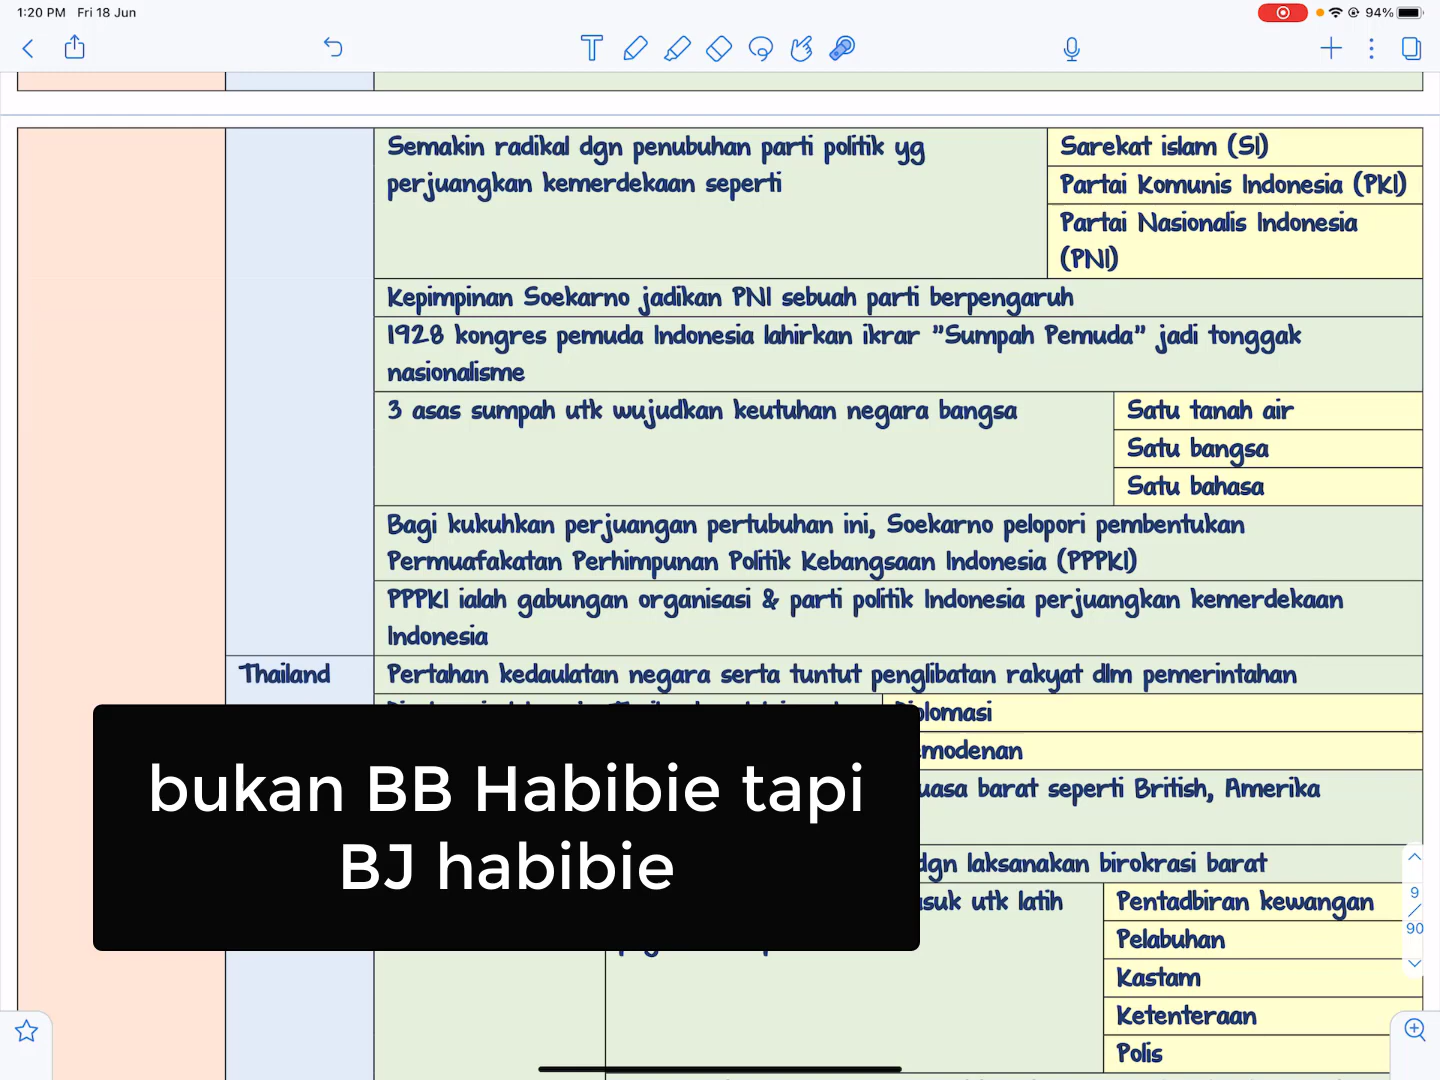 1:20 PM Fri 18 Jun
94%
Semakin radikal dgn penubuhan parti politik yg
perjuangkan kemerdekaan seperti
Sarekat islam (SI)
Partai Komunis Indonesia (PKI)
Partai Nasionalis Indonesia
(PNI)
Kepimpinan Soekarno jadikan PNI sebuah parti berpengaruh
1928 kongres pemuda Indonesia lahirkan ikrar "Sumpah Pemuda" jadi tonggak
nasionalisme
3 asas sumpah utk wujudkan keutuhan negara bangsa
Satu tanah air
Satu bangsa
Satu bahasa
Bagi kukuhkan perjuangan pertubuhan ini, Soekarno pelopori pembentukan
Permuafakatan Perhimpunan Politik Kebangsaan Indonesia (PPPKI)
PPPKI ialah gabungan organisasi & parti politik Indonesia perjuangkan kemerdekaan
Indonesia
Thailand
Pertahan kedaulatan negara serta tuntut penglibatan rakyat dlm pemerintahan
bukan BB Habibie tapi
BJ habibie
barat seperti British, Amerika
dgn laksanakan birokrasi barat
utk latih
Pentadbiran kewangan
Pelabuhan
Kastam
Ketenteraan
Polis
9
/
90